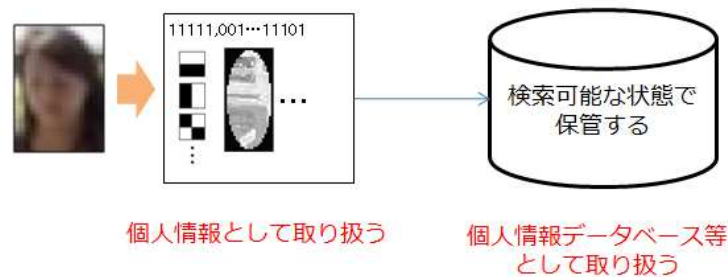 11111,001…11101
…
⋮
検索可能な状態で
保管する
個人情報として取り扱う
個人情報データベース等
として取り扱う